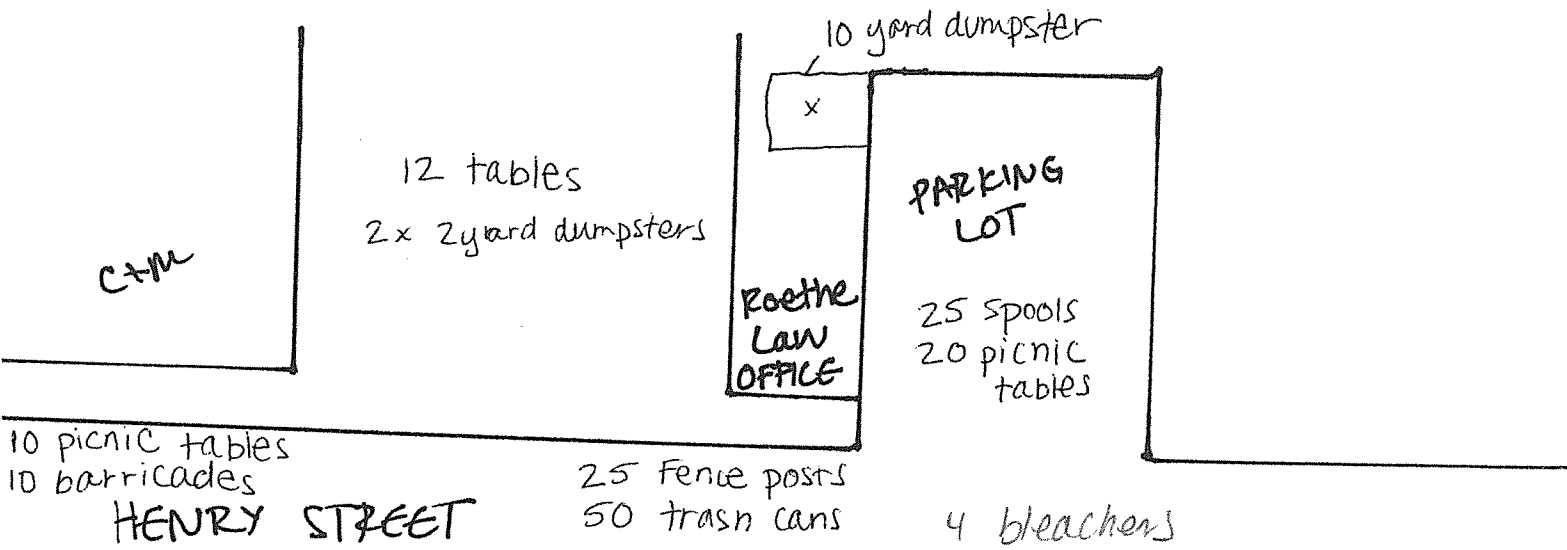 10 yard dumpster
x
12 tables
2x 2yard dumpsters
C+M
PARKING
LOT
Roethe
Law
OFFICE
25 Spools
20 picnic
tables
10 picnic tables
10 barricades
HENRY STREET
25 Fence posts
50 trash cans
4 bleachers